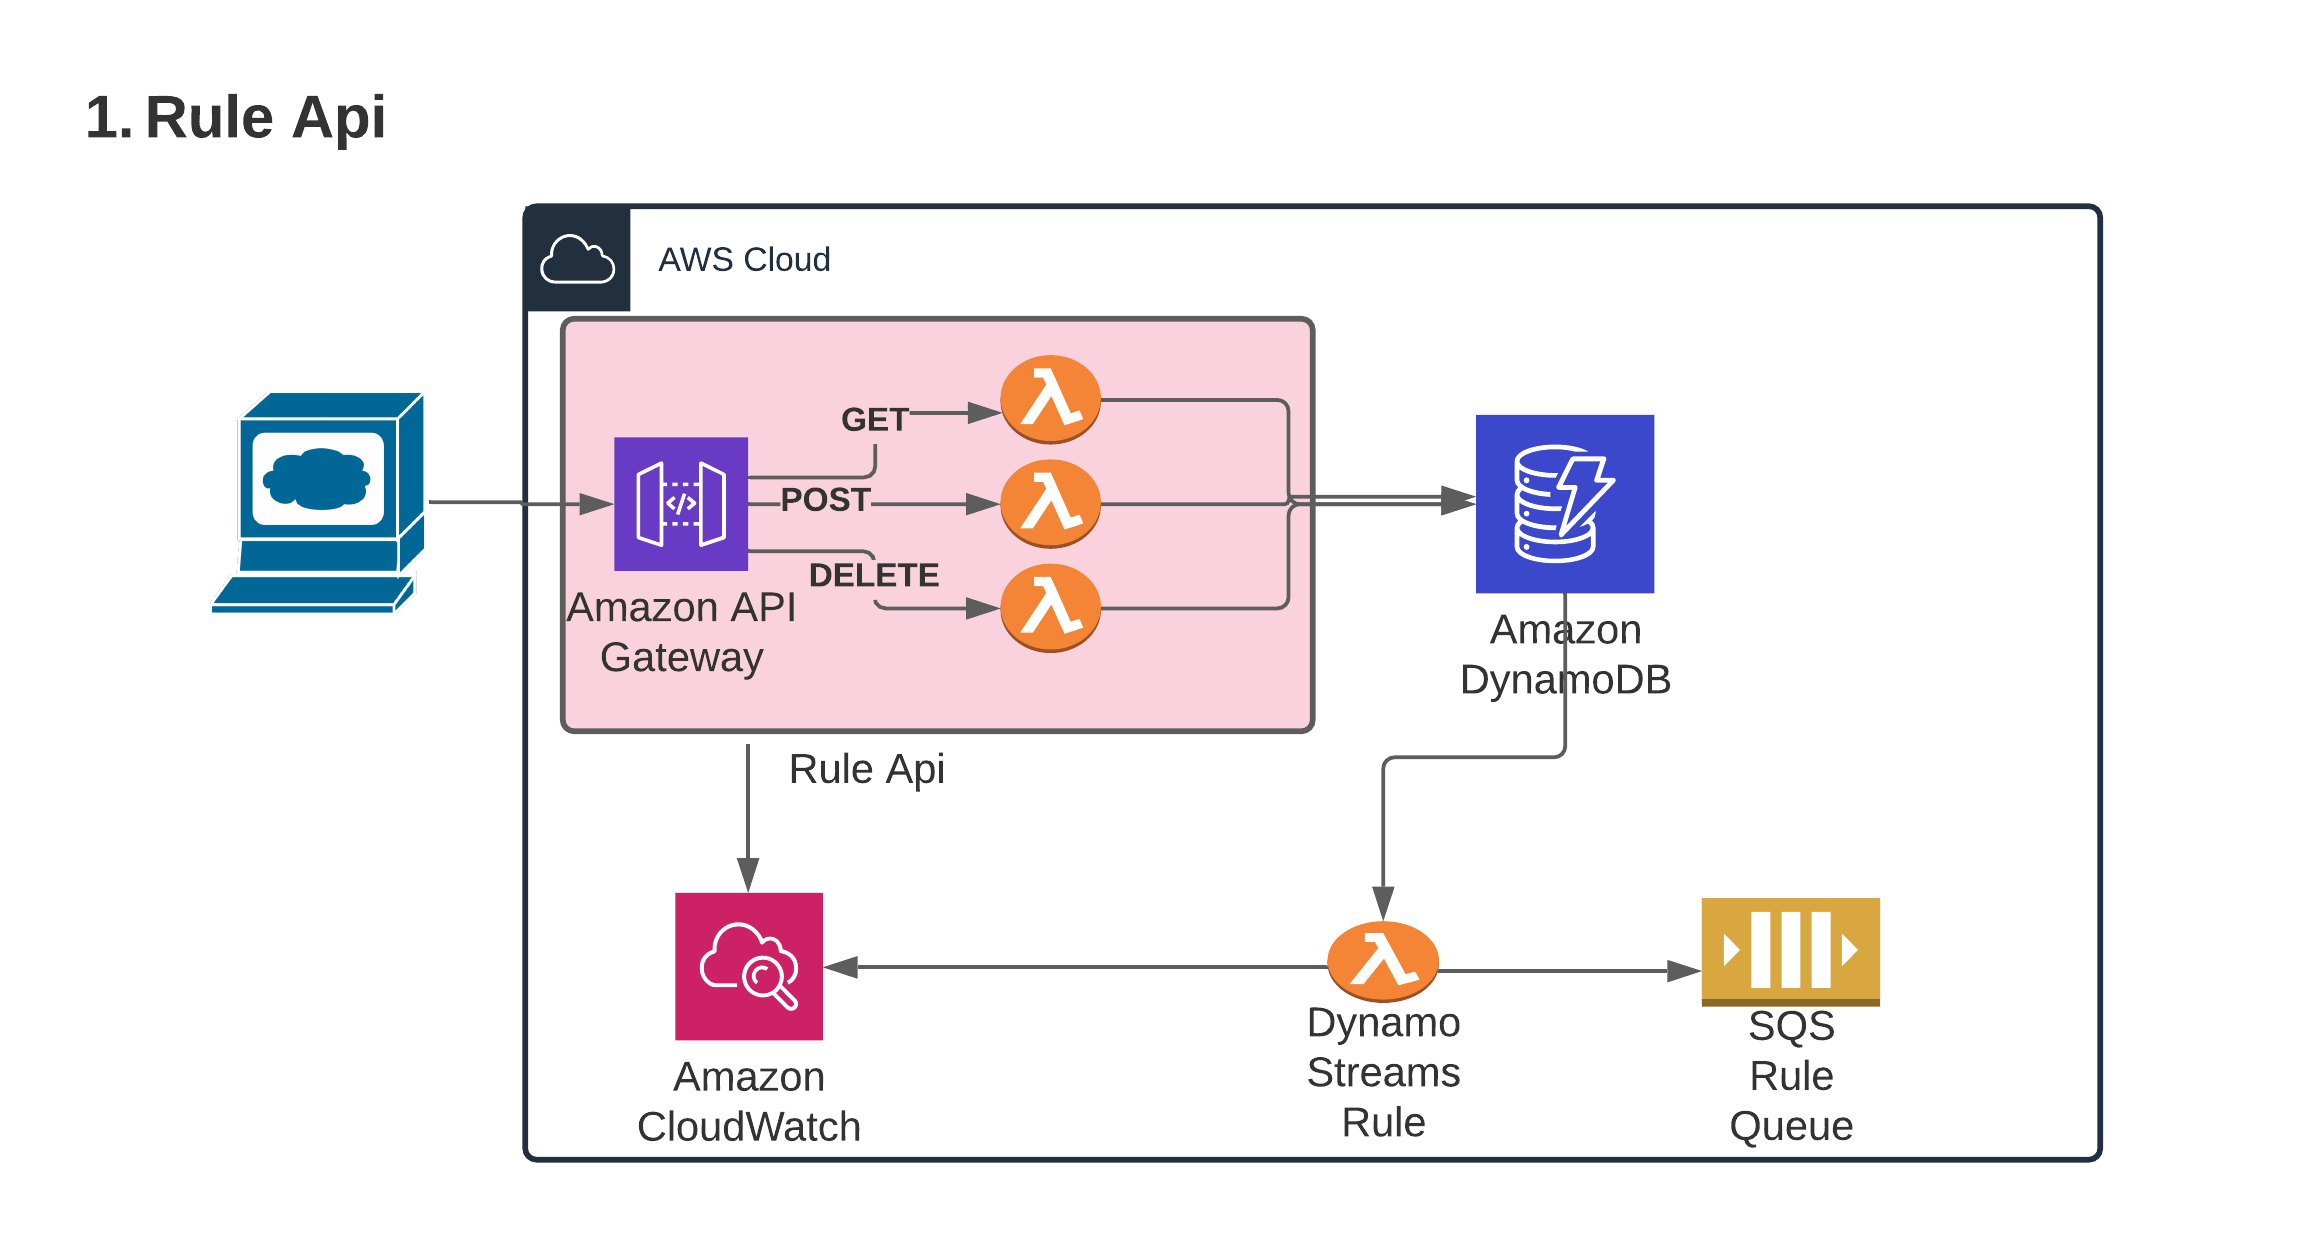 1. Rule Api
AWS Cloud
GET
POST
DELETE
Amazon API
Gateway
Amazon
DynamoDB
Rule Api
Amazon
CloudWatch
Dynamo
Streams
Rule
SQS
Rule
Queue